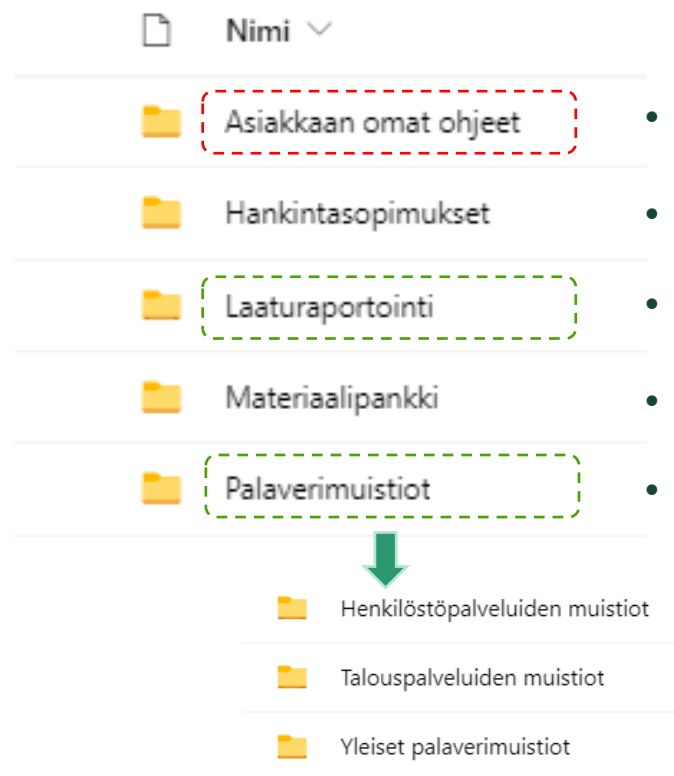 Nimi
Asiakkaan omat ohjeet
Hankintasopimukset
Laaturaportointi
Materiaalipankki
Palaverimuistiot
Henkilöstöpalveluiden muistiot
Talouspalveluiden muistiot
Yleiset palaverimuistiot